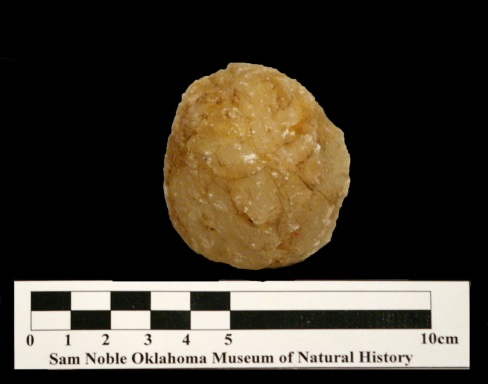 0 1 2 3 4 5 10cm
Sam Noble Oklahoma Museum of Natural History